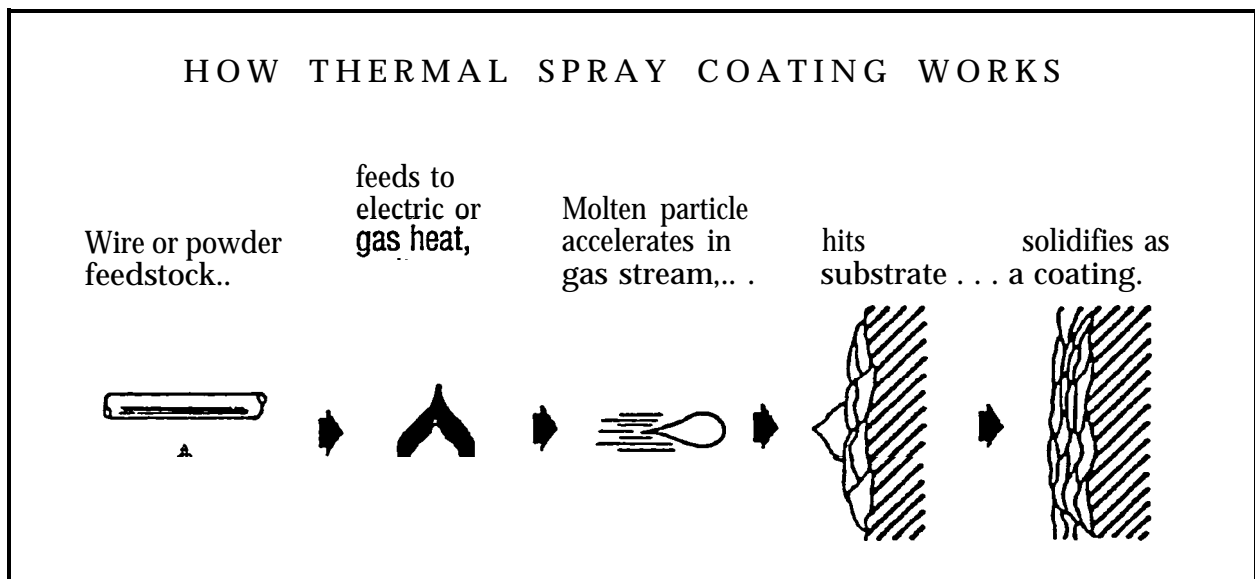 HOW THERMAL SPRAY COATING WORKS
Wire or powder
feedstock..
feeds to
electric or
gas heat,
Molten particle
accelerates in
gas stream,.. .
hits
substrate . . .
solidifies as
a coating.